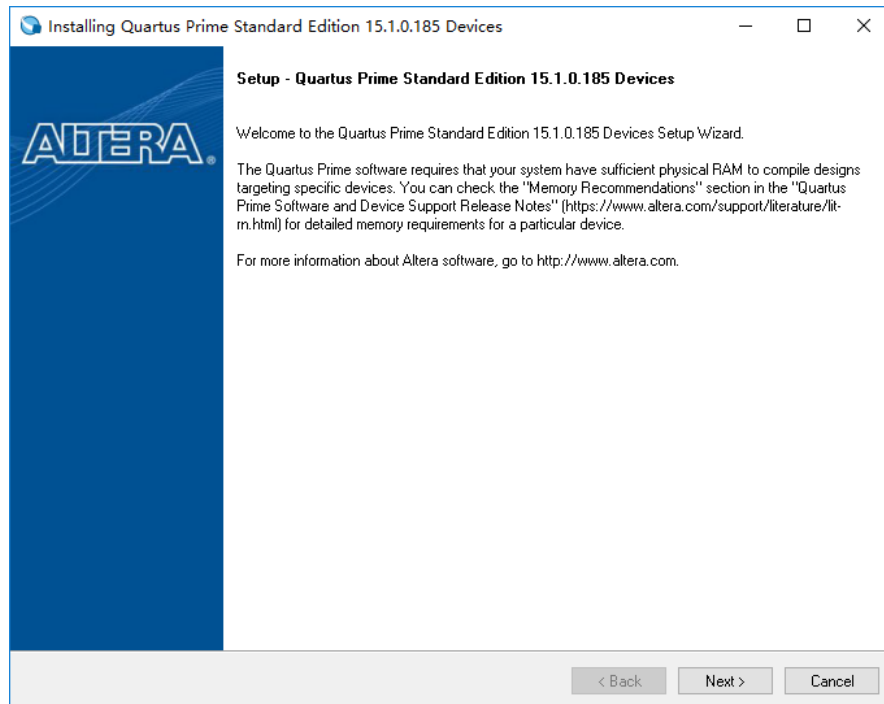 Installing Quartus Prime Standard Edition 15.1.0.185 Devices
Setup - Quartus Prime Standard Edition 15.1.0.185 Devices
ALTERA®
Welcome to the Quartus Prime Standard Edition 15.1.0.185 Devices Setup Wizard.
The Quartus Prime software requires that your system have sufficient physical RAM to compile designs
targeting specific devices. You can check the "Memory Recommendations" section in the "Quartus
Prime Software and Device Support Release Notes" (https://www.altera.com/support/literature/lit-
rn.html) for detailed memory requirements for a particular device.
For more information about Altera software, go to http://www.altera.com.
< Back Next > Cancel